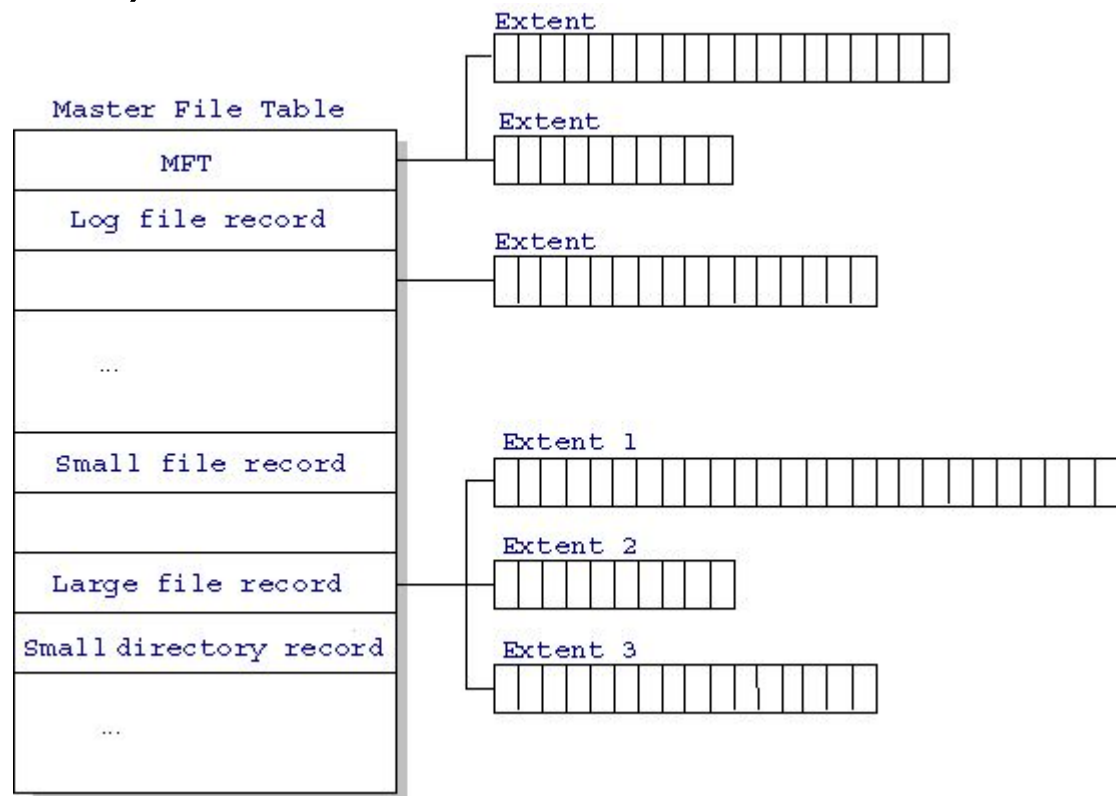 Master File Table
MFT
Log file record
...
Small file record
Large file record
Small directory record
...
Extent
Extent
Extent
Extent 1
Extent 2
Extent 3